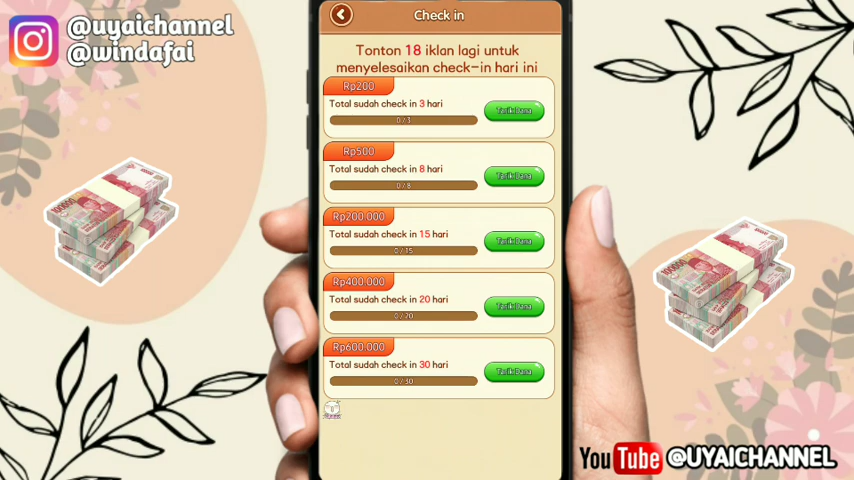 @uyaichannel
@windafai
Check in
Tonton 18 iklan lagi untuk
menyelesaikan check-in hari ini
Rp200
Total sudah check in 3 hari
Tarik Dana
0/3
Rp500
Total sudah check in 8 hari
Tarik Dana
0/8
Rp200.000
Total sudah check in 15 hari
Tarik Dana
0/15
Rp400.000
Total sudah check in 20 hari
Tarik Dana
0/20
Rp600.000
Total sudah check in 30 hari
Tarik Dana
0/30
100000
100000
YouTube @UYAICHANNEL